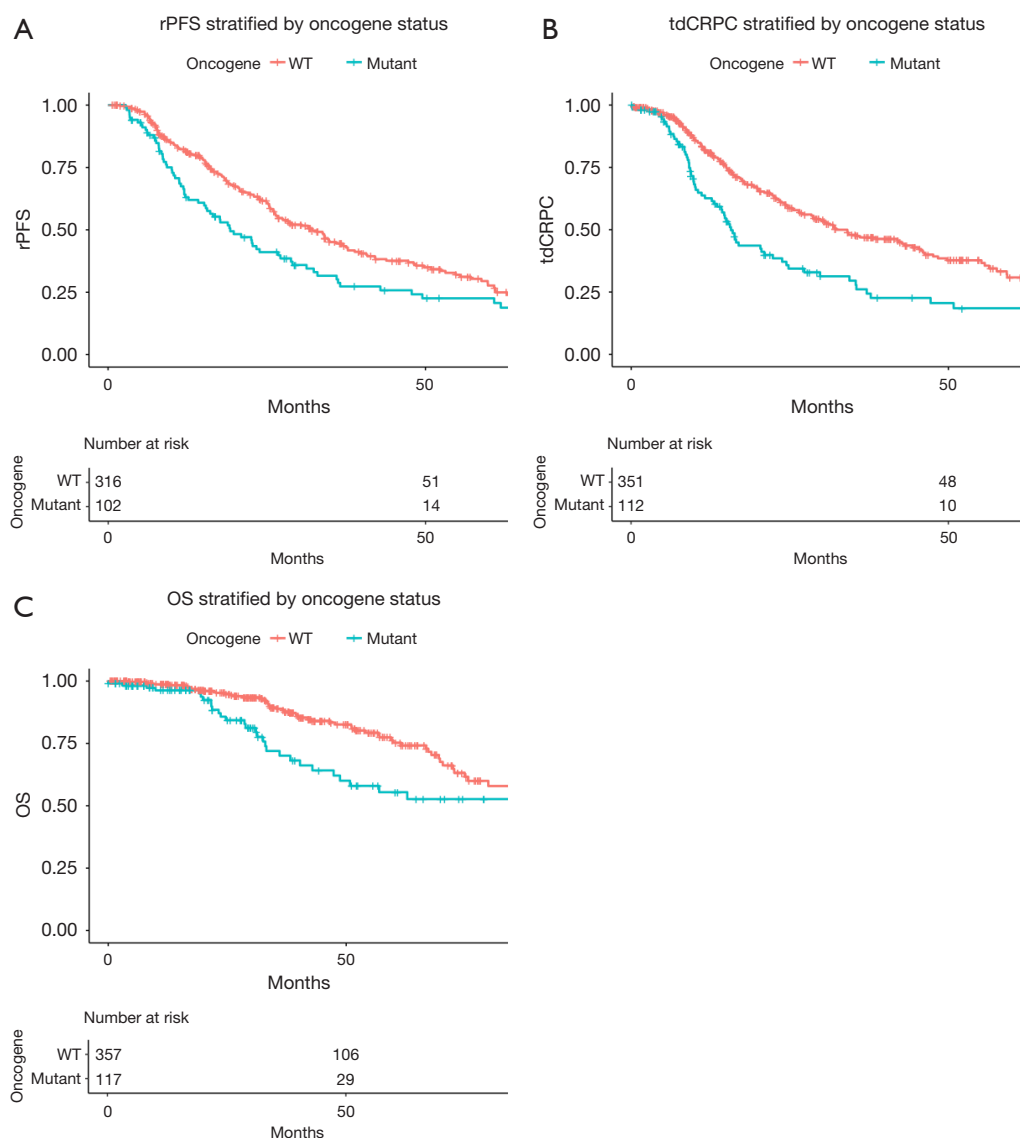 A
rPFS stratified by oncogene status
Oncogene WT Mutant
1.00
0.75
0.50
0.25
0.00
rPFS
0 50
Months
Number at risk
Oncogene
WT 316 51
Mutant 102 14
0 50
Months
B
tdCRPC stratified by oncogene status
Oncogene WT Mutant
1.00
0.75
0.50
0.25
0.00
tdCRPC
0 50
Months
Number at risk
Oncogene
WT 351 48
Mutant 112 10
0 50
Months
C
OS stratified by oncogene status
Oncogene WT Mutant
1.00
0.75
0.50
0.25
0.00
OS
0 50
Months
Number at risk
Oncogene
WT 357 106
Mutant 117 29
0 50
Months